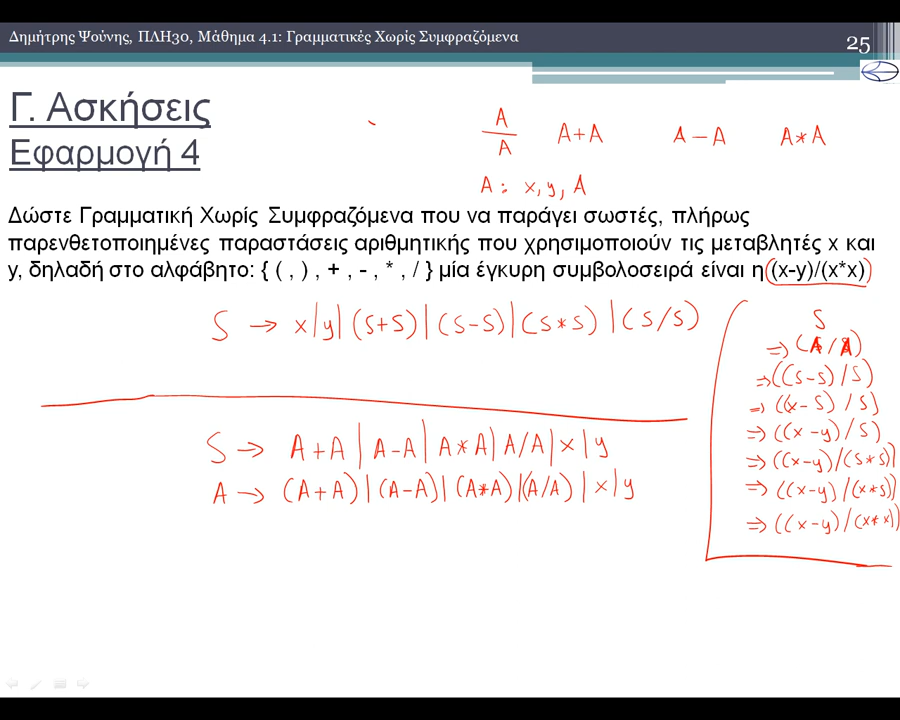 Δημήτρης Ψούνης, ΠΛΗ30, Μάθημα 4.1: Γραμματικές Χωρίς Συμφραζόμενα
25
Γ. Ασκήσεις
Εφαρμογή 4
A/A A+A A-A A*A
A: x, y, A
Δώστε Γραμματική Χωρίς Συμφραζόμενα που να παράγει σωστές, πλήρως
παρενθετοποιημένες παραστάσεις αριθμητικής που χρησιμοποιούν τις μεταβλητές x και
y, δηλαδή στο αλφάβητο: { ( , ) , + , - , * , / } μία έγκυρη συμβολοσειρά είναι η (x-y)/(x*x)
S → x|y|(S+S)|(S-S)|(S*S)|(S/S)
S → A+A|A-A|A*A|A/A|x|y
A → (A+A)|(A-A)|(A*A)|(A/A)|x|y
S
⇒ (A/A)
⇒ ((S-S)/S)
⇒ ((x-S)/S)
⇒ ((x-y)/S)
⇒ ((x-y)/(S*S))
⇒ ((x-y)/(x*S))
⇒ ((x-y)/(x*x))